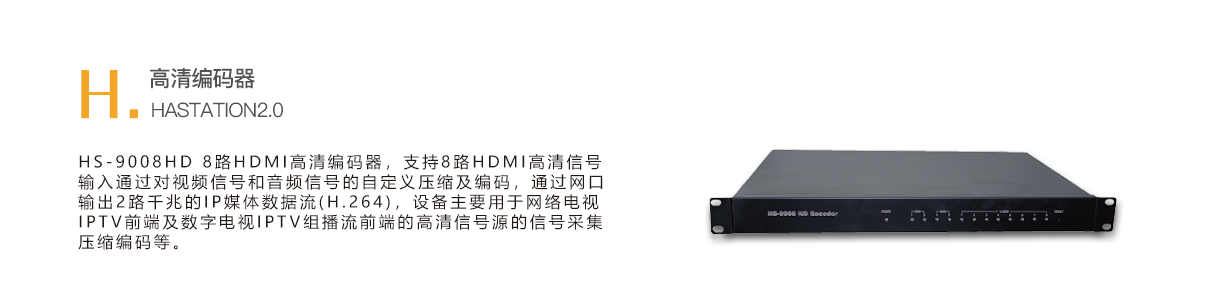 H.
高清编码器
HASTATION2.0
HS-9008HD 8路HDMI高清编码器，支持8路HDMI高清信号
输入通过对视频信号和音频信号的自定义压缩及编码，通过网口
输出2路千兆的IP媒体数据流(H.264)，设备主要用于网络电视
IPTV前端及数字电视IPTV组播流前端的高清信号源的信号采集
压缩编码等。
HS-9008 HD Encoder